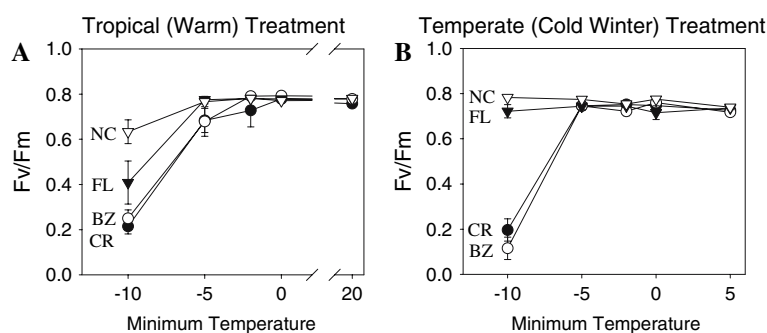 Tropical (Warm) Treatment
A
1.0
0.8
0.6
0.4
0.2
0.0
Fv/Fm
NC
FL
BZ
CR
-10 -5 0 20
Minimum Temperature
Temperate (Cold Winter) Treatment
B
1.0
0.8
0.6
0.4
0.2
0.0
Fv/Fm
NC
FL
CR
BZ
-10 -5 0 5
Minimum Temperature